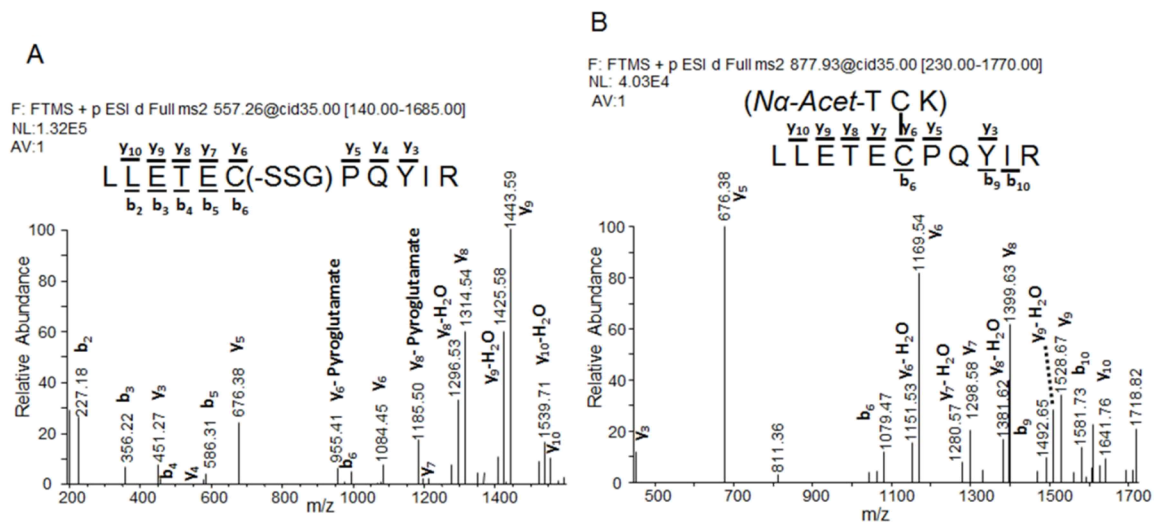 A
F: FTMS + p ESI d Full ms2 557.26@cid35.00 [140.00-1685.00]
NL:1.32E5
AV:1
y10 y9 y8 y7 y6 y5 y4 y3
L L E T E C(-SSG) P Q Y I R
b2 b3 b4 b5 b6
Relative Abundance
100
80
60
40
20
0
227.18 b2
356.22 b3
451.27 y3
b4
y4
586.31 b5
676.38 y5
955.41 y6- Pyroglutamate
b6
1084.45 y6
1185.50 y8- Pyroglutamate
y7
1296.53 y8-H2O
1314.54 y8
1425.58
y9-H2O
1443.59 y9
1539.71 y10-H2O
y10
200 400 600 800 1000 1200 1400
m/z
B
F: FTMS + p ESI d Full ms2 877.93@cid35.00 [230.00-1770.00]
NL: 4.03E4
AV:1
(Nα-Acet-T C K)
y10 y9 y8 y7 y6 y5 y3
L L E T E C P Q Y I R
b6 b9 b10
Relative Abundance
100
80
60
40
20
0
y3
676.38 y5
811.36
1079.47 b6
1151.53 y6- H2O
1169.54 y6
1280.57 y7- H2O
1298.58 y7
1381.62 y8- H2O
1399.63 y8
b9
1492.65
y9-H2O
1528.67 y9
1581.73 b10
1641.76 y10
1718.82
500 700 900 1100 1300 1500 1700
m/z